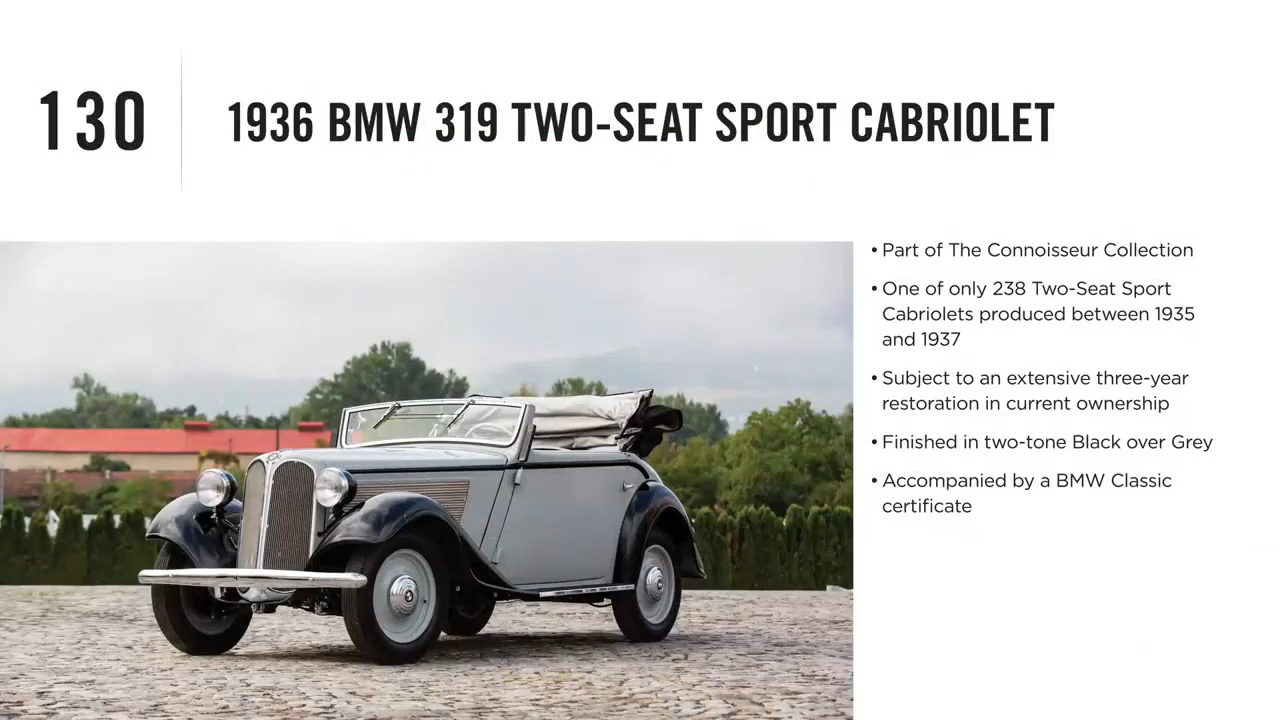 130
1936 BMW 319 TWO-SEAT SPORT CABRIOLET
• Part of The Connoisseur Collection
• One of only 238 Two-Seat Sport
Cabriolets produced between 1935
and 1937
• Subject to an extensive three-year
restoration in current ownership
• Finished in two-tone Black over Grey
• Accompanied by a BMW Classic
certificate